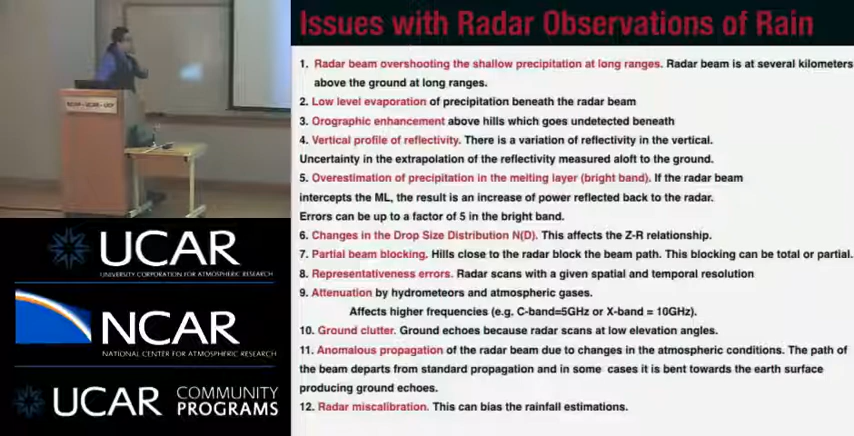 Issues with Radar Observations of Rain
1. Radar beam overshooting the shallow precipitation at long ranges. Radar beam is at several kilometers
above the ground at long ranges.
2. Low level evaporation of precipitation beneath the radar beam
3. Orographic enhancement above hills which goes undetected beneath
4. Vertical profile of reflectivity. There is a variation of reflectivity in the vertical.
Uncertainty in the extrapolation of the reflectivity measured aloft to the ground.
5. Overestimation of precipitation in the melting layer (bright band). If the radar beam
intercepts the ML, the result is an increase of power reflected back to the radar.
Errors can be up to a factor of 5 in the bright band.
6. Changes in the Drop Size Distribution N(D). This affects the Z-R relationship.
7. Partial beam blocking. Hills close to the radar block the beam path. This blocking can be total or partial.
8. Representativeness errors. Radar scans with a given spatial and temporal resolution
9. Attenuation by hydrometeors and atmospheric gases.
Affects higher frequencies (e.g. C-band=5GHz or X-band = 10GHz).
10. Ground clutter. Ground echoes because radar scans at low elevation angles.
11. Anomalous propagation of the radar beam due to changes in the atmospheric conditions. The path of
the beam departs from standard propagation and in some cases it is bent towards the earth surface
producing ground echoes.
12. Radar miscalibration. This can bias the rainfall estimations.
UCAR
UNIVERSITY CORPORATION FOR ATMOSPHERIC RESEARCH
NCAR
NATIONAL CENTER FOR ATMOSPHERIC RESEARCH
UCAR COMMUNITY
PROGRAMS